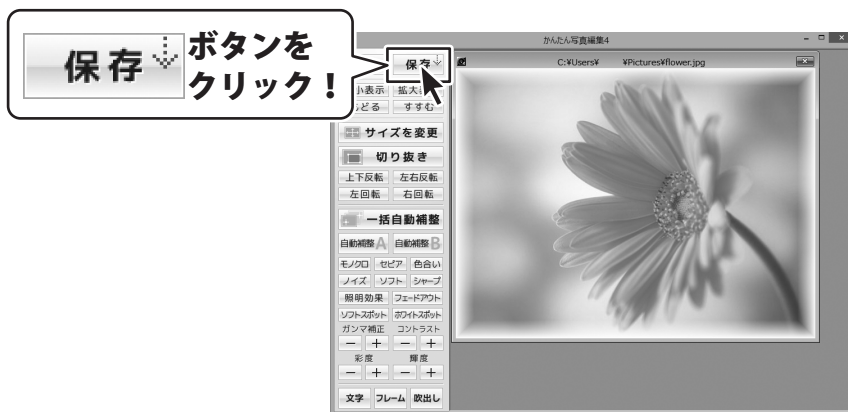 保存
ボタンを
クリック！
かんたん写真編集4
保存
C:¥Users¥ ¥Pictures¥flower.jpg
小表示 拡大
どる すすむ
サイズを変更
切り抜き
上下反転 左右反転
左回転 右回転
一括自動補整
自動補整A 自動補整B
モノクロ セピア 色合い
ノイズ ソフト シャープ
照明効果 フェードアウト
ソフトスポット ホワイトスポット
ガンマ補正 コントラスト
－ ＋ － ＋
彩度 輝度
－ ＋ － ＋
文字 フレーム 吹出し